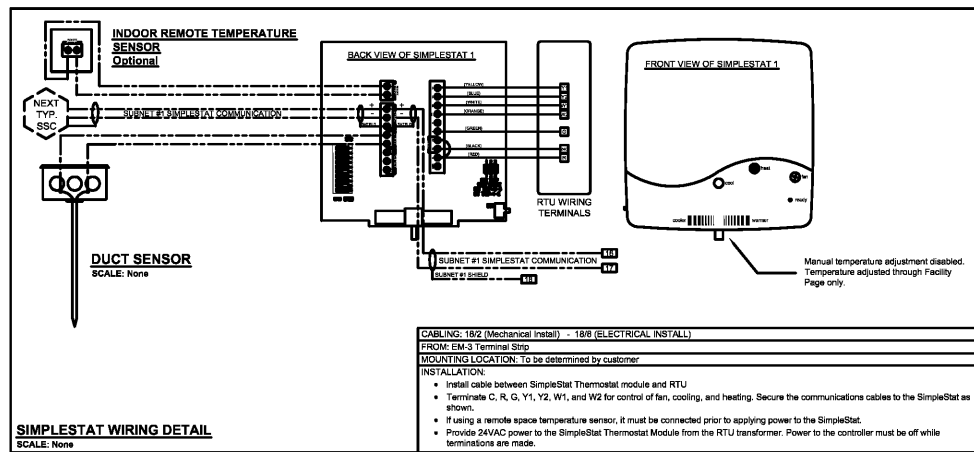 INDOOR REMOTE TEMPERATURE
SENSOR
Optional
NEXT
TYP.
SSC
SUBNET #1 SIMPLESTAT COMMUNICATION
DUCT SENSOR
SCALE: None
BACK VIEW OF SIMPLESTAT 1
[YELLOW]
[BLUE]
[WHITE]
[ORANGE]
[GREEN]
[BLACK]
[RED]
RTU WIRING
TERMINALS
SUBNET #1 SIMPLESTAT COMMUNICATION
SUBNET #1 SHIELD
16
17
18
FRONT VIEW OF SIMPLESTAT 1
heat
cool
fan
ready
cooler
warmer
Manual temperature adjustment disabled.
Temperature adjusted through Facility
Page only.
CABLING: 18/2 (Mechanical Install) - 18/8 (ELECTRICAL INSTALL)
FROM: EM-3 Terminal Strip
MOUNTING LOCATION: To be determined by customer
INSTALLATION:
• Install cable between SimpleStat Thermostat module and RTU
• Terminate C, R, G, Y1, Y2, W1, and W2 for control of fan, cooling, and heating. Secure the communications cables to the SimpleStat as
shown.
• If using a remote space temperature sensor, it must be connected prior to applying power to the SimpleStat.
• Provide 24VAC power to the SimpleStat Thermostat Module from the RTU transformer. Power to the controller must be off while
terminations are made.
SIMPLESTAT WIRING DETAIL
SCALE: None